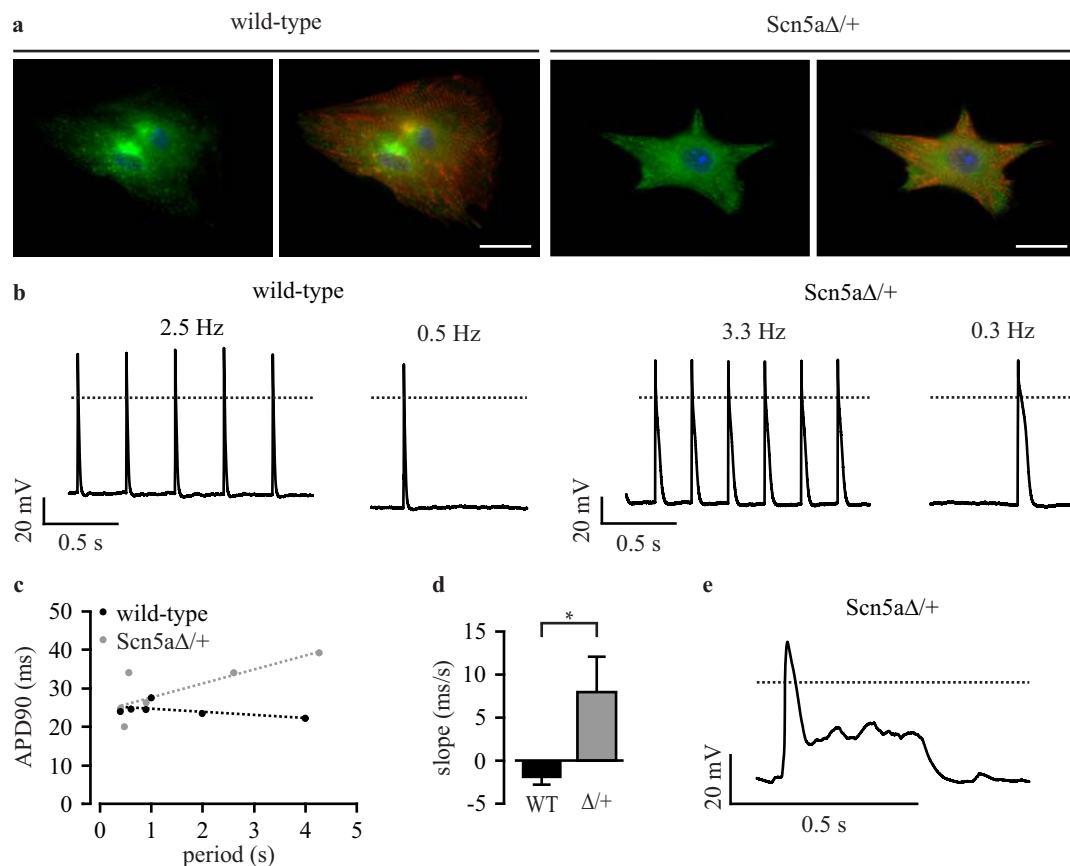 a
wild-type
Scn5aΔ/+
b
wild-type
Scn5aΔ/+
2.5 Hz
0.5 Hz
3.3 Hz
0.3 Hz
20 mV
0.5 s
20 mV
0.5 s
c
wild-type
Scn5aΔ/+
50
40
30
20
10
0
APD90 (ms)
0 1 2 3 4 5
period (s)
d
*
15
10
5
0
-5
slope (ms/s)
WT
Δ/+
e
Scn5aΔ/+
20 mV
0.5 s